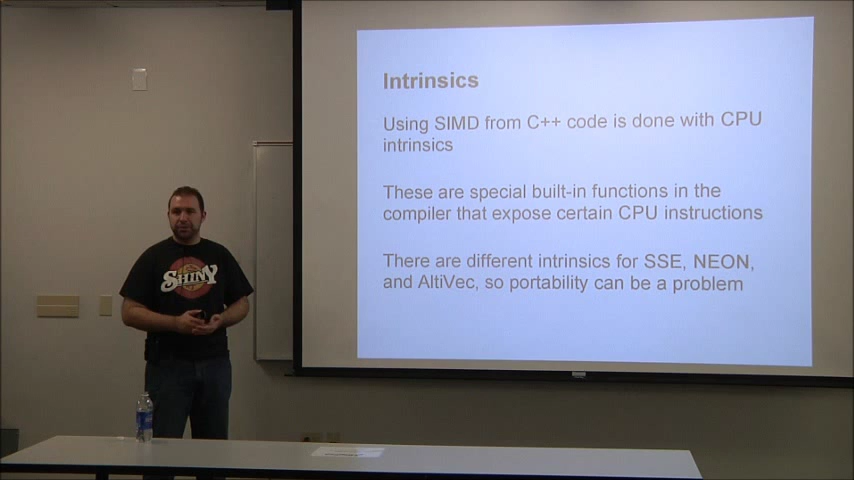 Intrinsics
Using SIMD from C++ code is done with CPU
intrinsics
These are special built-in functions in the
compiler that expose certain CPU instructions
There are different intrinsics for SSE, NEON,
and AltiVec, so portability can be a problem
SHINY